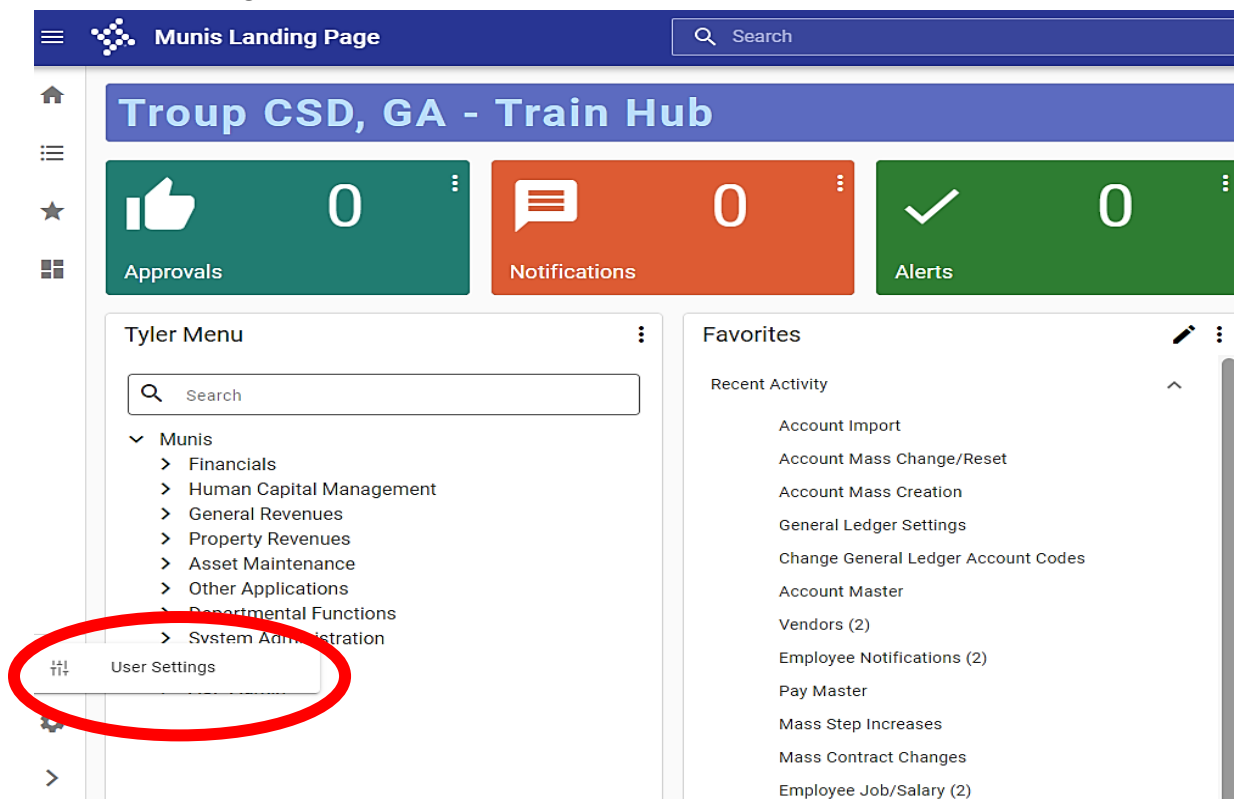 Munis Landing Page
Search
Troup CSD, GA - Train Hub
0
Approvals
0
Notifications
0
Alerts
Tyler Menu
Search
Munis
Financials
Human Capital Management
General Revenues
Property Revenues
Asset Maintenance
Other Applications
Departmental Functions
System Administration
User Settings
Favorites
Recent Activity
Account Import
Account Mass Change/Reset
Account Mass Creation
General Ledger Settings
Change General Ledger Account Codes
Account Master
Vendors (2)
Employee Notifications (2)
Pay Master
Mass Step Increases
Mass Contract Changes
Employee Job/Salary (2)